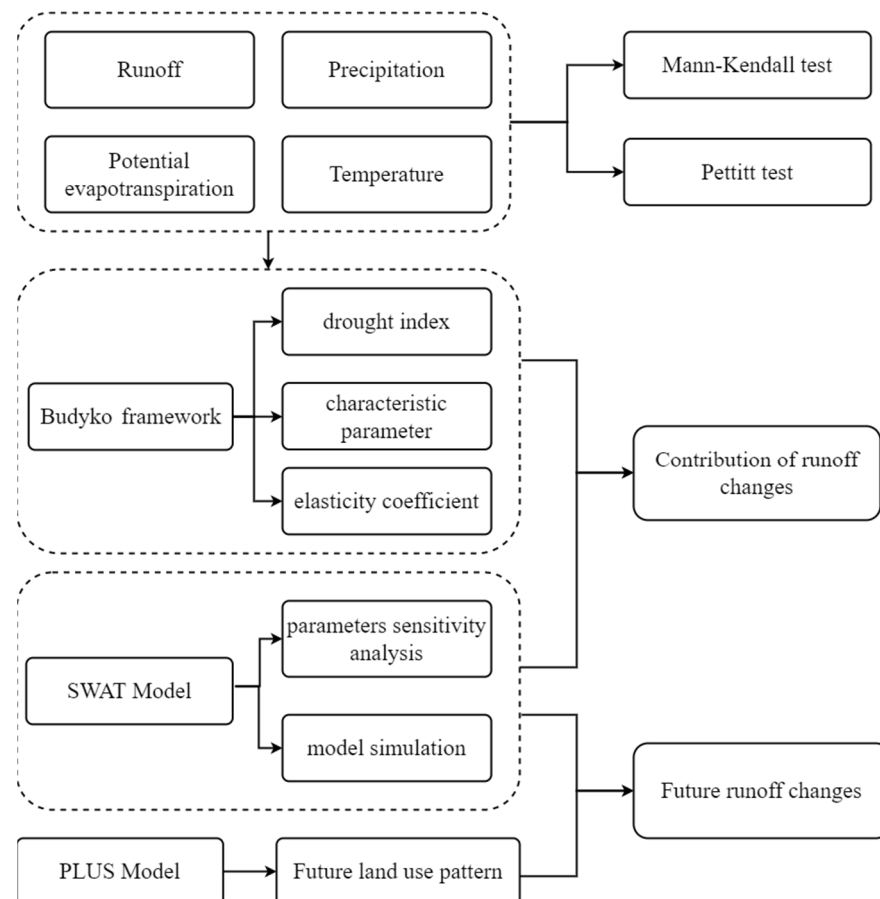 Runoff
Precipitation
Mann-Kendall test
Potential
evapotranspiration
Temperature
Pettitt test
drought index
Budyko framework
characteristic
parameter
elasticity coefficient
Contribution of runoff
changes
parameters sensitivity
analysis
SWAT Model
model simulation
Future runoff changes
PLUS Model
Future land use pattern